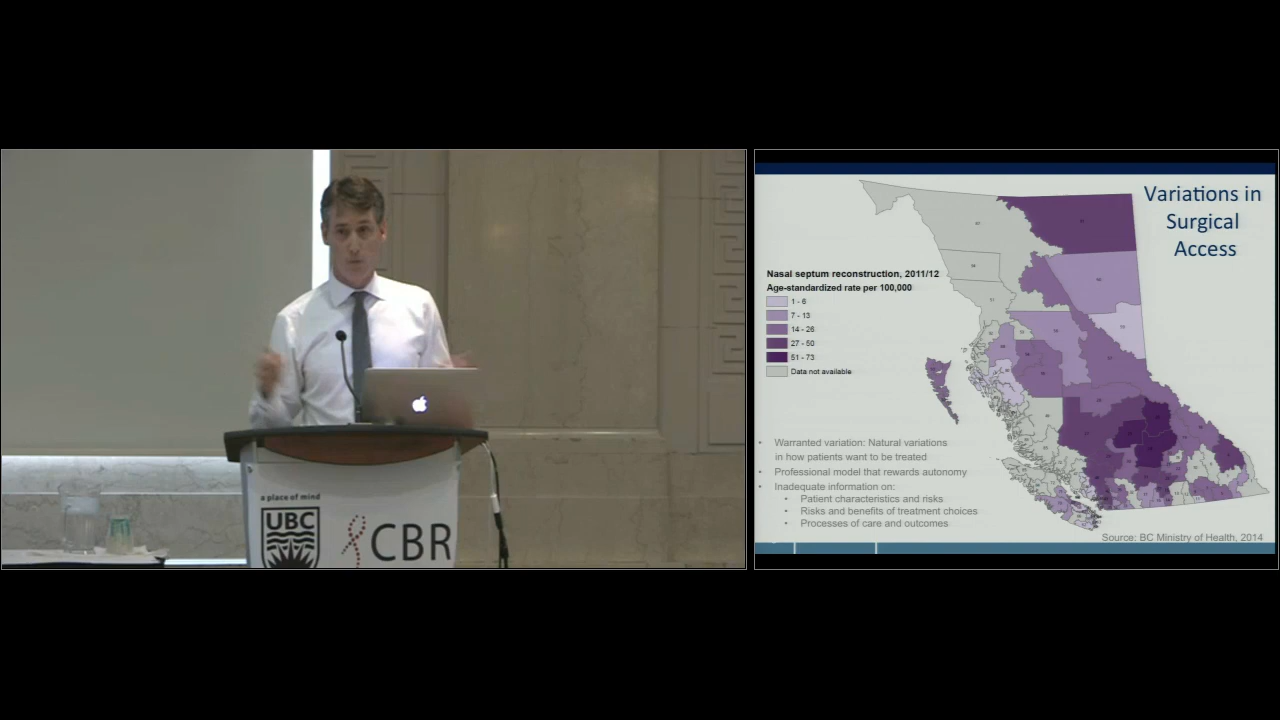 a place of mind
UBC
CBR
Variations in
Surgical
Access
Nasal septum reconstruction, 2011/12
Age-standardized rate per 100,000
1 - 6
7 - 13
14 - 26
27 - 50
51 - 73
Data not available
• Warranted variation: Natural variations
in how patients want to be treated
• Professional model that rewards autonomy
• Inadequate information on:
• Patient characteristics and risks
• Risks and benefits of treatment choices
• Processes of care and outcomes
Source: BC Ministry of Health, 2014